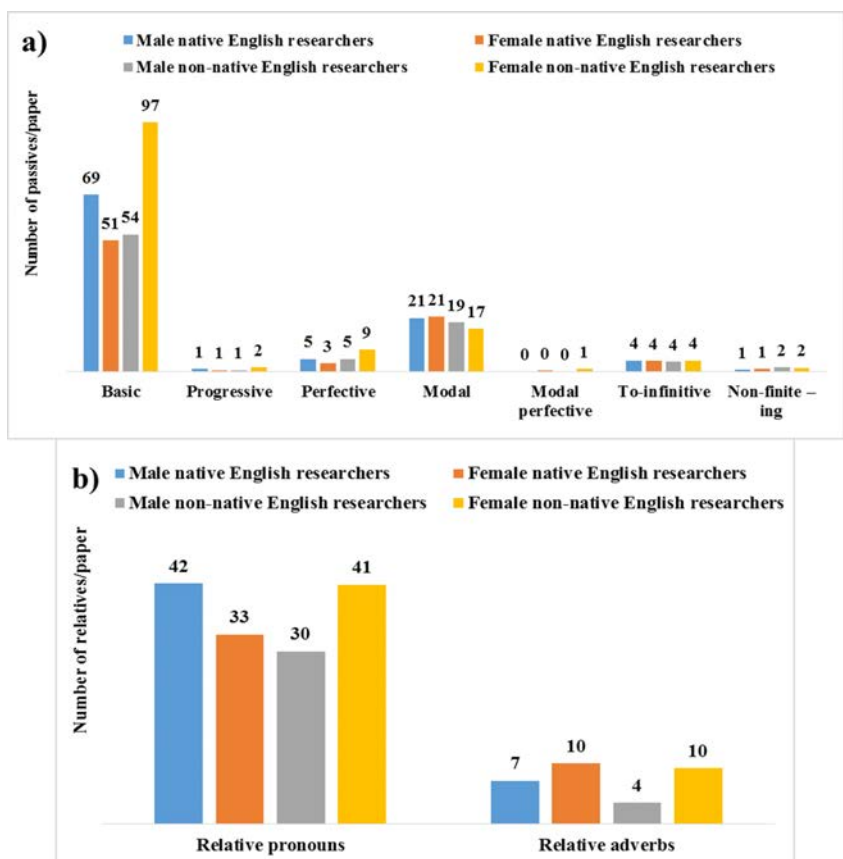 a)
Male native English researchers
Female native English researchers
Male non-native English researchers
Female non-native English researchers
Number of passives/paper
69
51
54
97
1
1
1
2
5
3
5
9
21
21
19
17
0
0
0
1
4
4
4
4
1
1
2
2
Basic
Progressive
Perfective
Modal
Modal
perfective
To-infinitive
Non-finite –
ing
b)
Male native English researchers
Female native English researchers
Male non-native English researchers
Female non-native English researchers
Number of relatives/paper
42
33
30
41
7
10
4
10
Relative pronouns
Relative adverbs